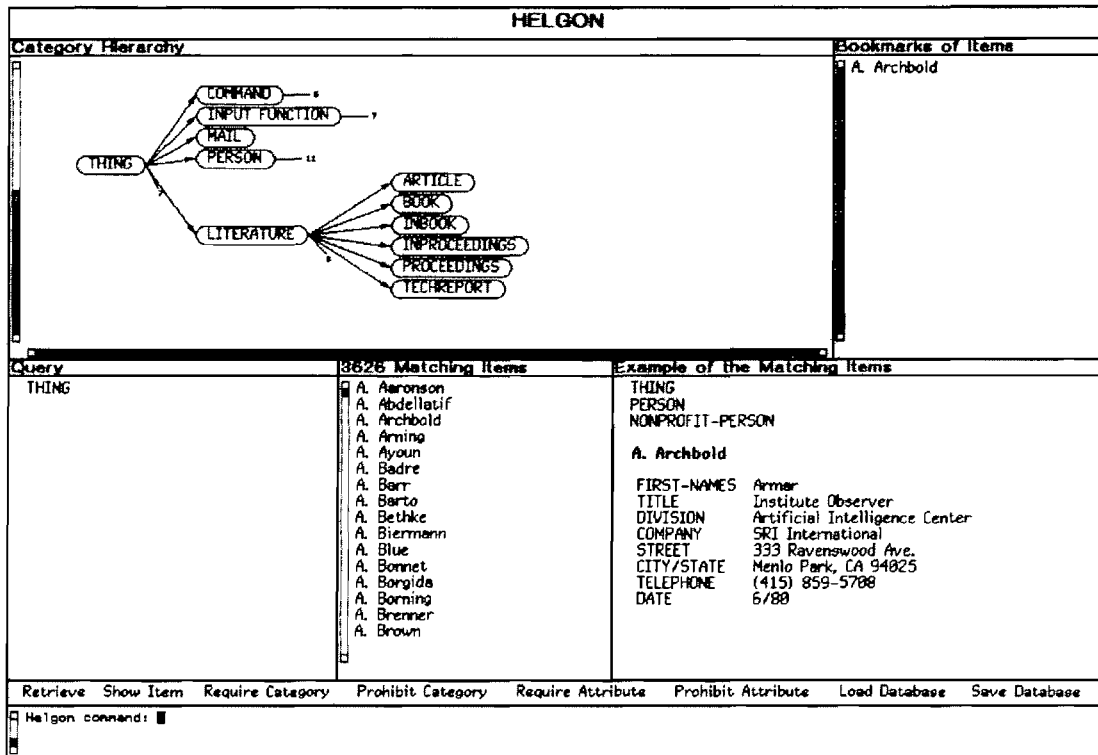 HELGON
Category Hierarchy
Bookmarks of Items
A. Archbold
COMMAND
INPUT FUNCTION
MAIL
THING
PERSON
11
ARTICLE
BOOK
INBOOK
LITERATURE
INPROCEEDINGS
PROCEEDINGS
TECHREPORT
Query
THING
3626 Matching Items
A. Aaronson
A. Abdellatif
A. Archbold
A. Arning
A. Ayoun
A. Badre
A. Barr
A. Barto
A. Bethke
A. Biermann
A. Blue
A. Bonnet
A. Borgida
A. Borning
A. Brenner
A. Brown
Example of the Matching Items
THING
PERSON
NONPROFIT-PERSON
A. Archbold
FIRST-NAMES Armar
TITLE Institute Observer
DIVISION Artificial Intelligence Center
COMPANY SRI International
STREET 333 Ravenswood Ave.
CITY/STATE Menlo Park, CA 94025
TELEPHONE (415) 859-5708
DATE 6/80
Retrieve Show Item Require Category Prohibit Category Require Attribute Prohibit Attribute Load Database Save Database
Helgon command: